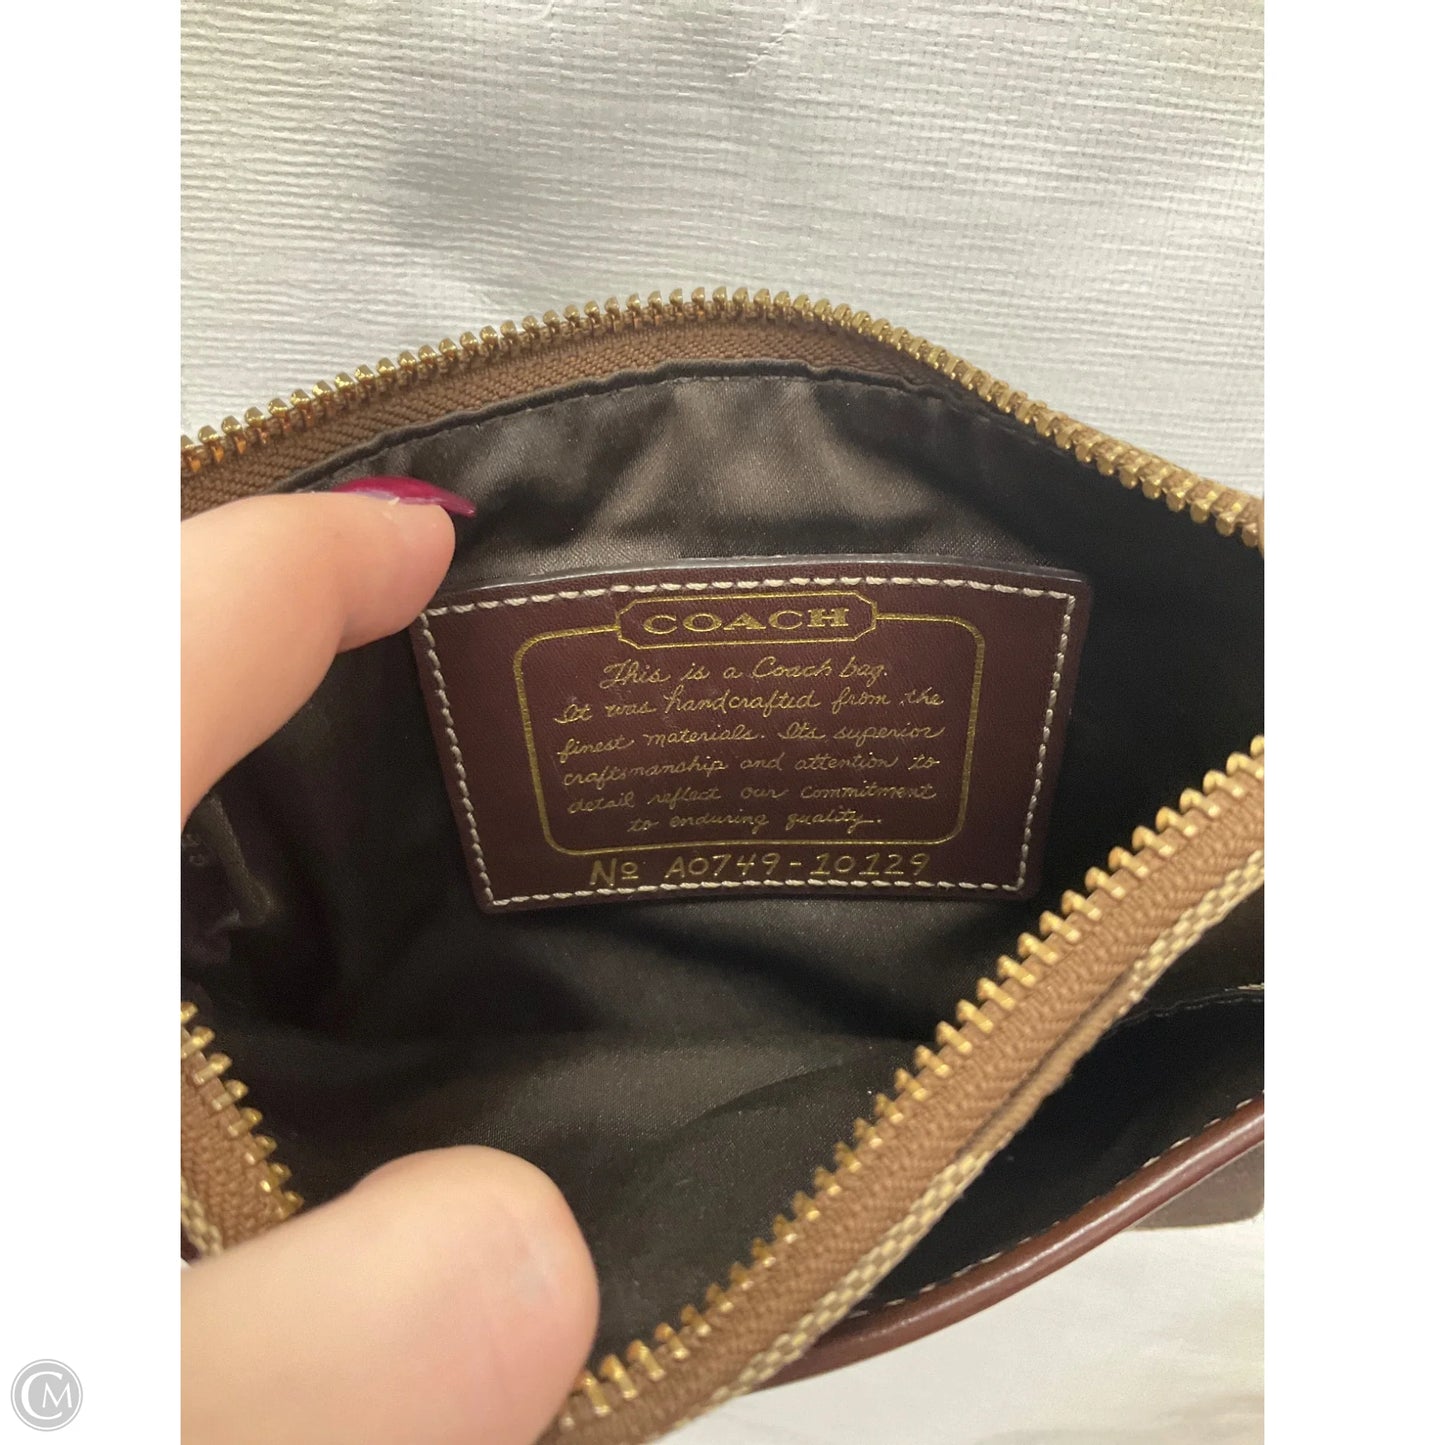 COACH
This is a Coach bag.
It was handcrafted from the
finest materials. Its superior
craftsmanship and attention to
detail reflect our commitment
to enduring quality.
Nº A0749-10129
CM